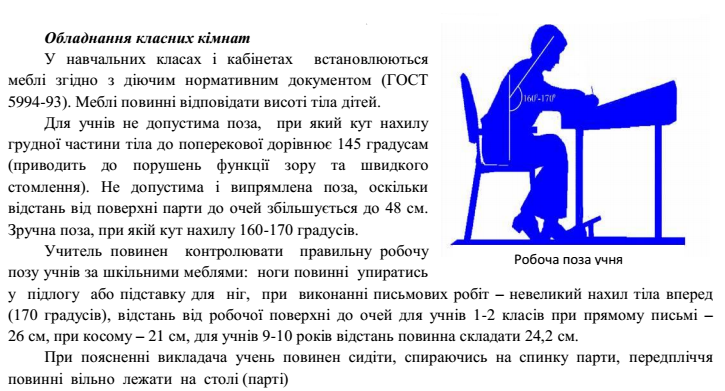 Обладнання класних кімнат
У навчальних класах і кабінетах встановлюються
меблі згідно з діючим нормативним документом (ГОСТ
5994-93). Меблі повинні відповідати висоті тіла дітей.
Для учнів не допустима поза, при який кут нахилу
грудної частини тіла до поперекової дорівнює 145 градусам
(приводить до порушень функції зору та швидкого
стомлення). Не допустима і випрямлена поза, оскільки
відстань від поверхні парти до очей збільшується до 48 см.
Зручна поза, при якій кут нахилу 160-170 градусів.
160⁰-170⁰
Робоча поза учня
Учитель повинен контролювати правильну робочу
позу учнів за шкільними меблями: ноги повинні упиратись
у підлогу або підставку для ніг, при виконанні письмових робіт – невеликий нахил тіла вперед
(170 градусів), відстань від робочої поверхні до очей для учнів 1-2 класів при прямому письмі –
26 см, при косому – 21 см, для учнів 9-10 років відстань повинна складати 24,2 см.
При поясненні викладача учень повинен сидіти, спираючись на спинку парти, передпліччя
повинні вільно лежати на столі (парті)